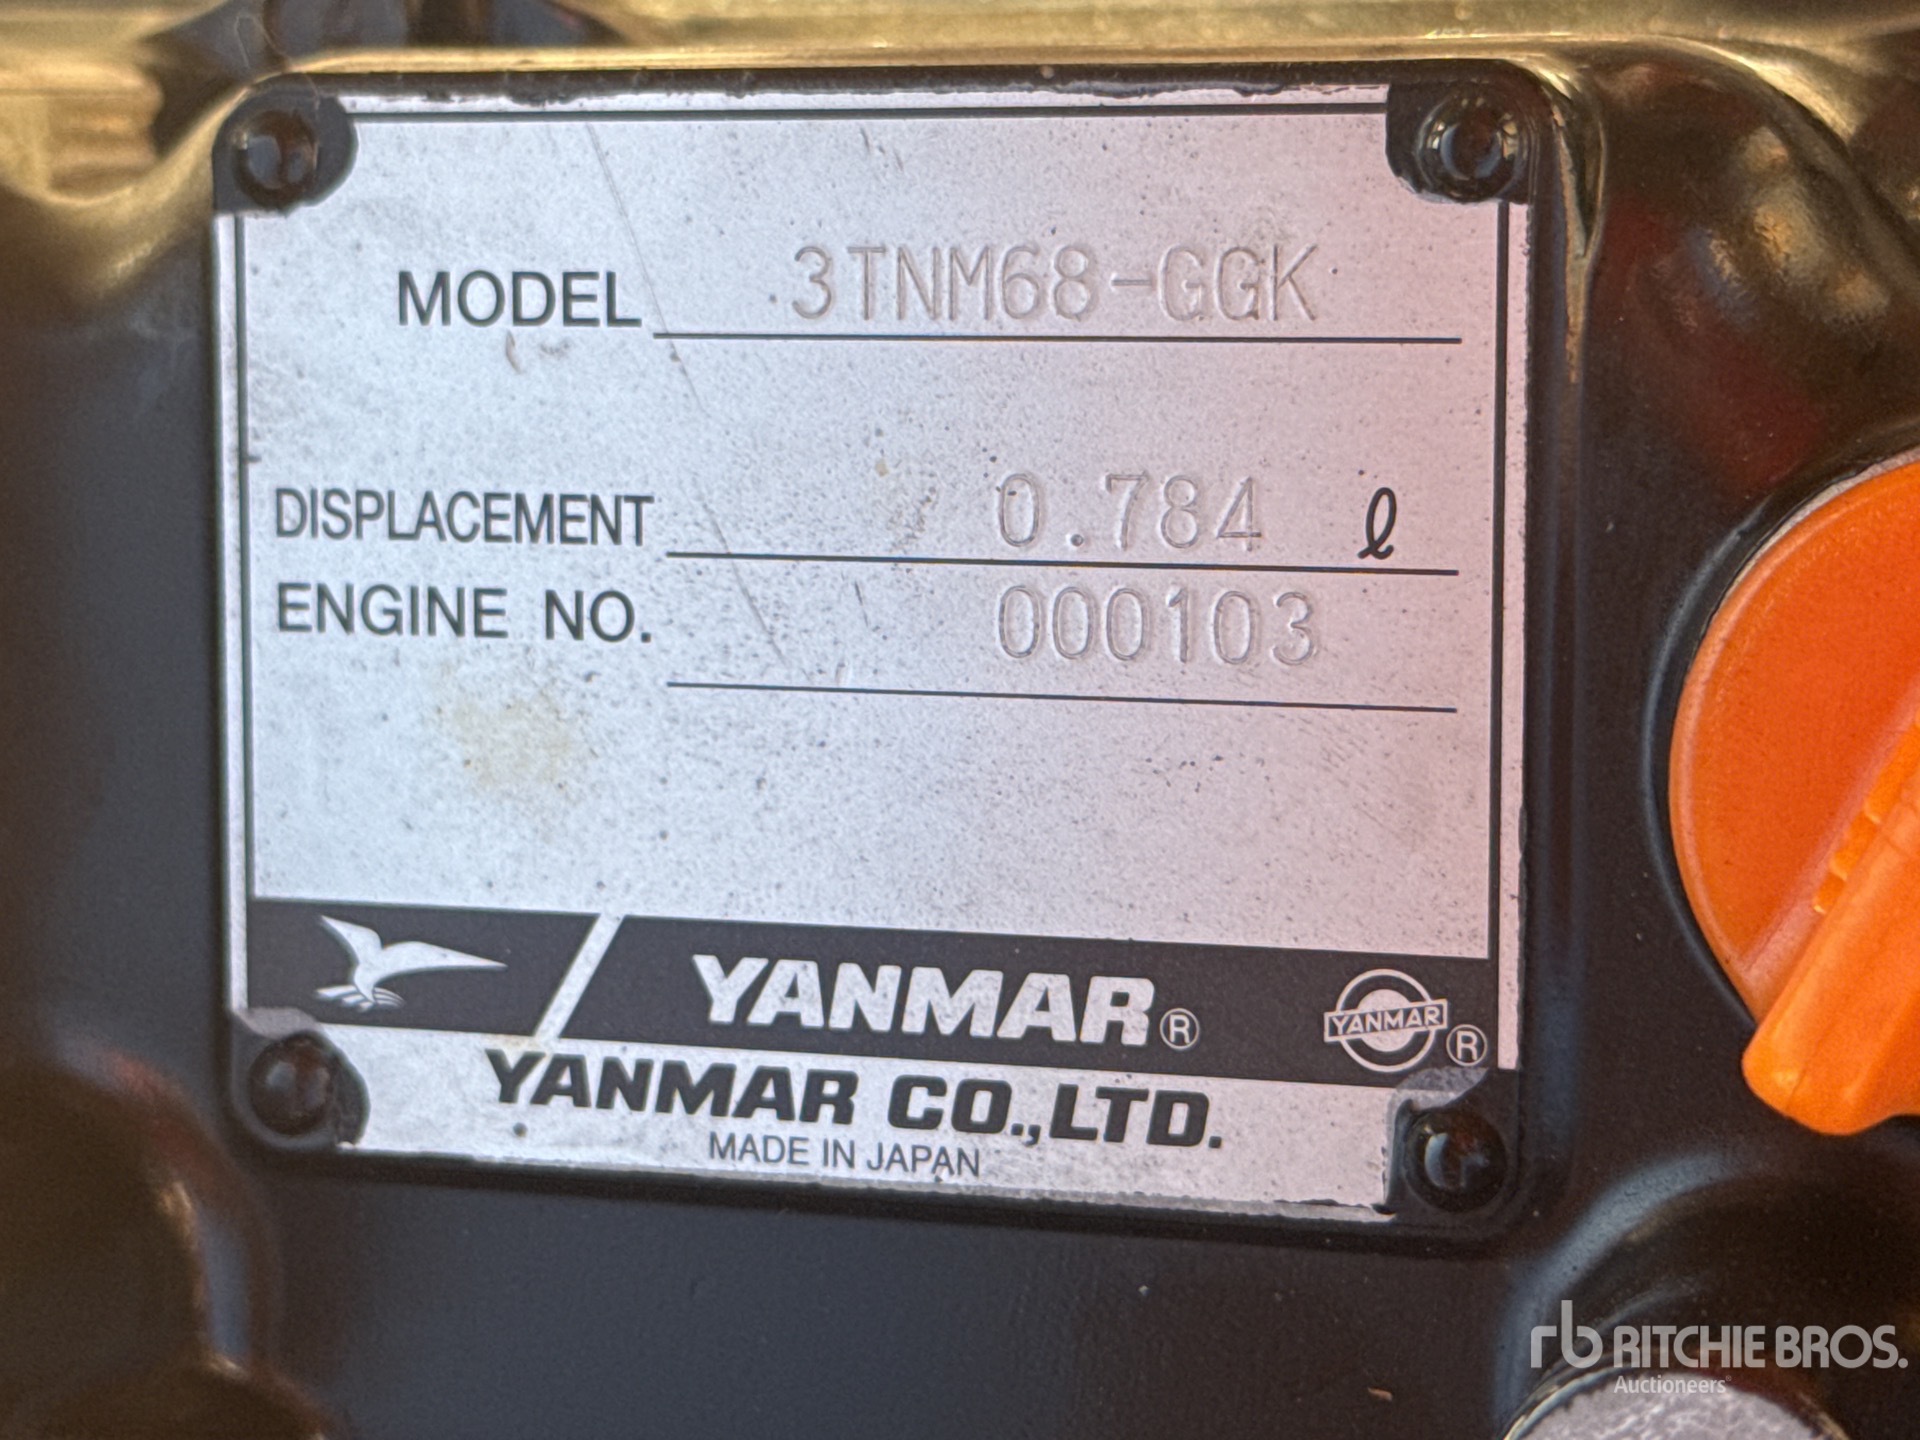 MODEL 3TNM68-GGK
DISPLACEMENT 0.784 ℓ
ENGINE NO. 000103
YANMAR® YANMAR®
YANMAR CO.,LTD.
MADE IN JAPAN
rb RITCHIE BROS.
Auctioneers